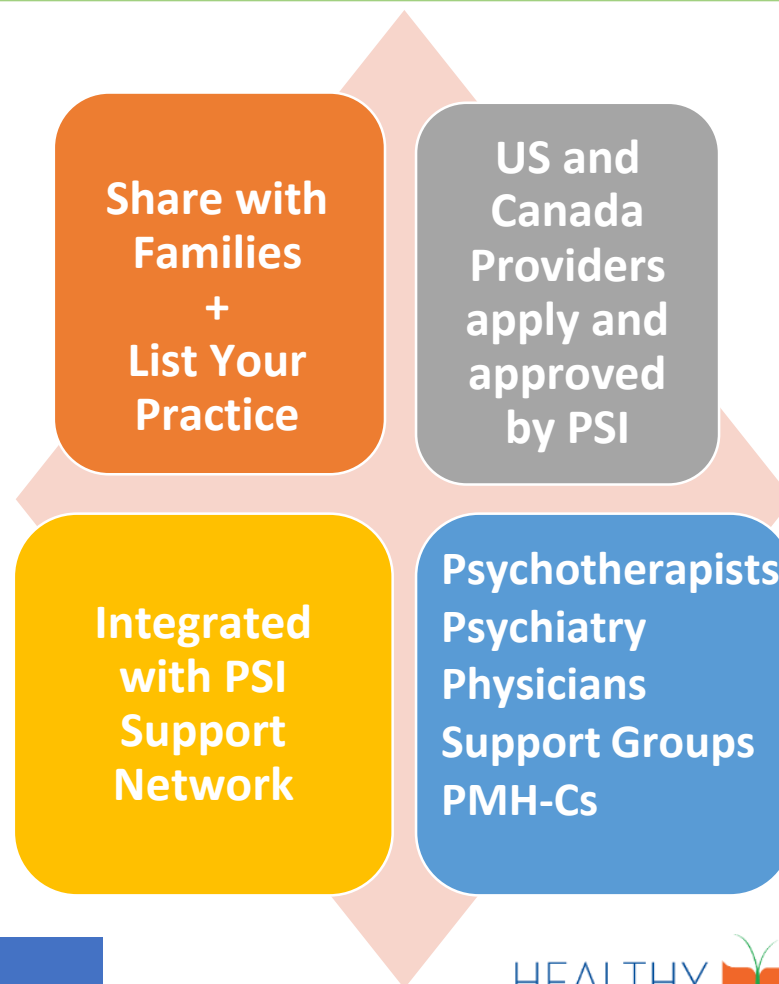 Share with
Families
+
List Your
Practice
US and
Canada
Providers
apply and
approved
by PSI
Integrated
with PSI
Support
Network
Psychotherapists
Psychiatry
Physicians
Support Groups
PMH-Cs
HEALTHY